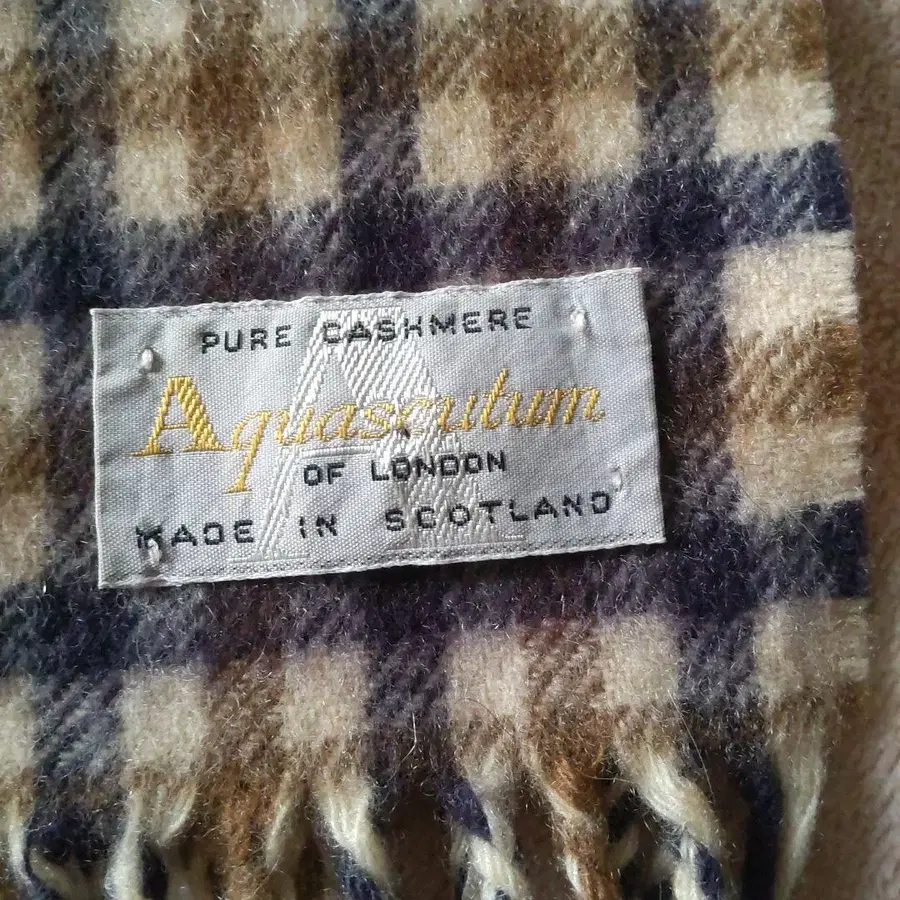 PURE CASHMERE
Aquascutum
OF LONDON
MADE IN SCOTLAND